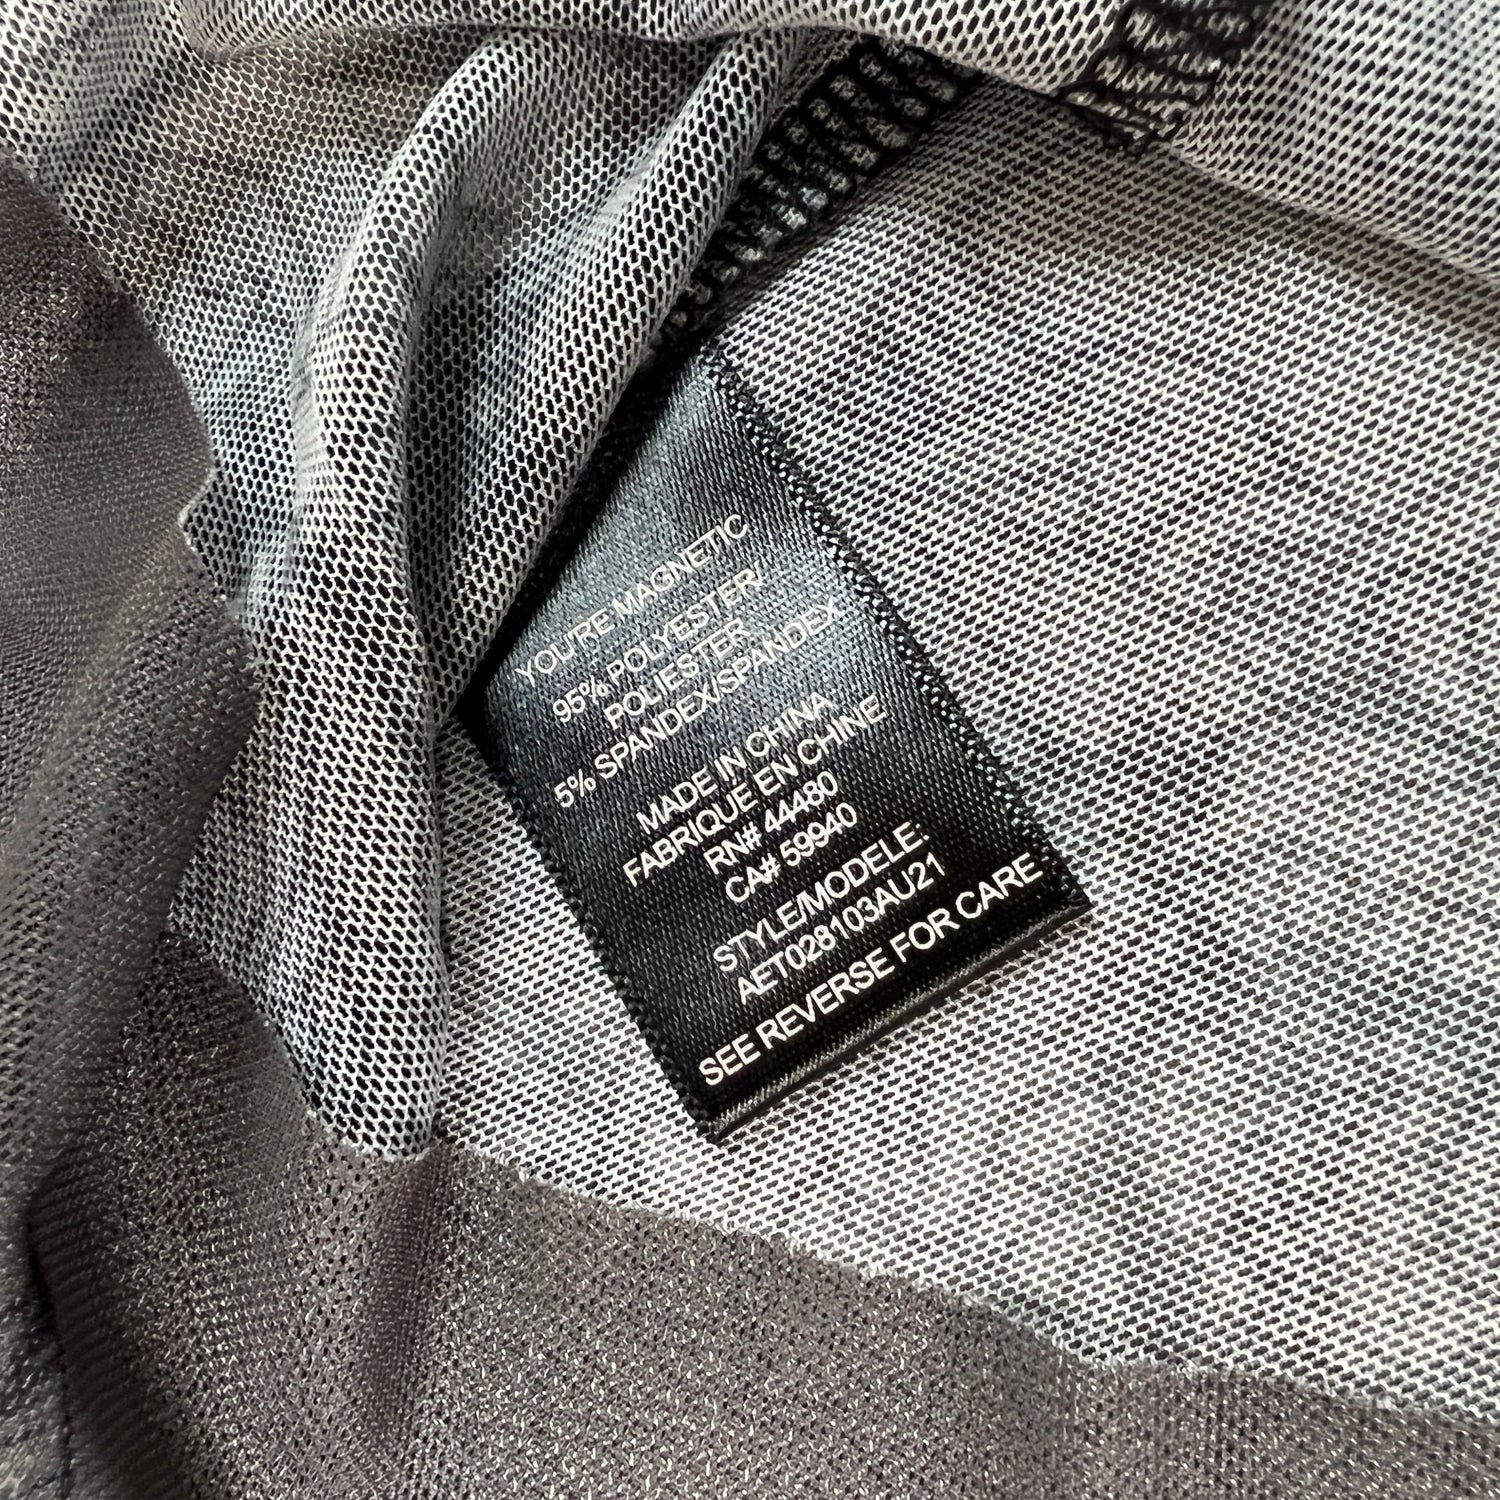 YOU'RE MAGNETIC
95% POLYESTER/
POLIESTER
5% SPANDEX/SPANDEX
MADE IN CHINA
FABRIQUE EN CHINE
RN# 44480
CA# 59940
STYLE/MODELE:
AET028103AU21
SEE REVERSE FOR CARE